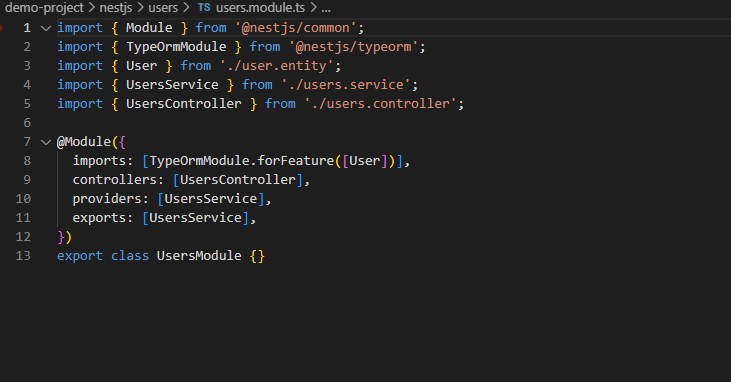 demo-project > nestjs > users > TS users.module.ts > ...
1 import { Module } from '@nestjs/common';
2 import { TypeOrmModule } from '@nestjs/typeorm';
3 import { User } from './user.entity';
4 import { UsersService } from './users.service';
5 import { UsersController } from './users.controller';
6
7 @Module({
8   imports: [TypeOrmModule.forFeature([User])],
9   controllers: [UsersController],
10   providers: [UsersService],
11   exports: [UsersService],
12 })
13 export class UsersModule {}